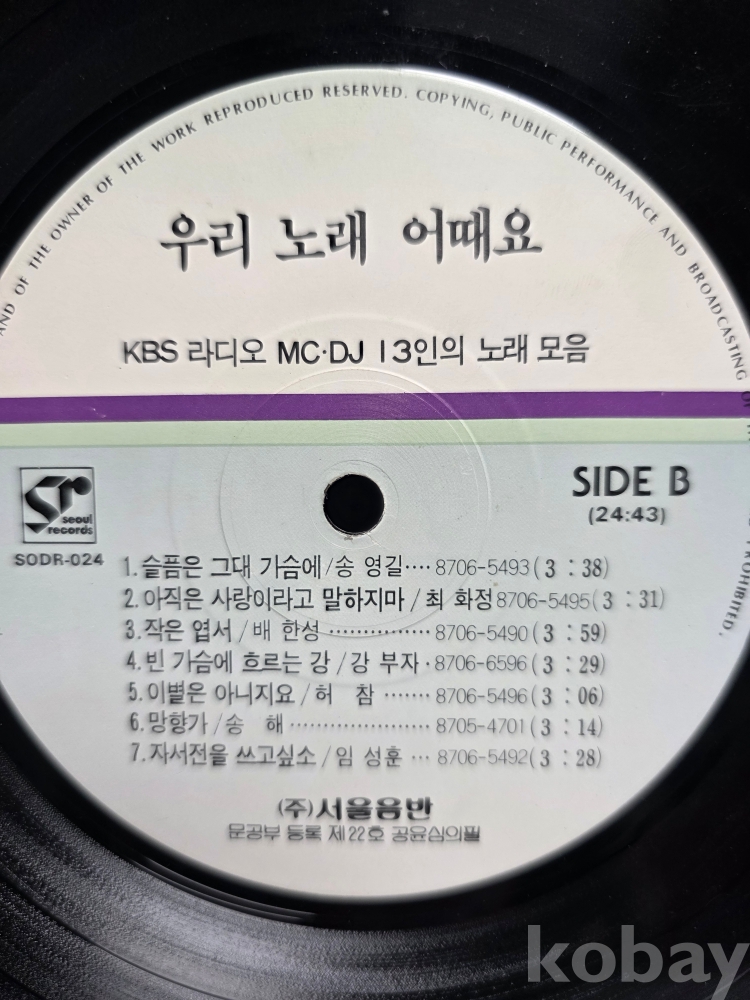 AND OF THE OWNER OF THE WORK REPRODUCED RESERVED. COPYING, PUBLIC PERFORMANCE AND BROADCASTING
PROHIBITED.
우리 노래 어때요
KBS 라디오 MC·DJ 13인의 노래 모음
Sr
seoul
records
SODR-024
SIDE B
(24:43)
1.슬픔은 그대 가슴에/송 영길···· 8706-5493(3 : 38)
2.아직은 사랑이라고 말하지마/최 화정8706-5495(3 : 31)
3.작은 엽서/배 한성 ··············· 8706-5490(3 : 59)
4.빈 가슴에 흐르는 강/강 부자· 8706-6596(3 : 29)
5.이별은 아니지요/허 참 ······· 8706-5496(3 : 06)
6.망향가/송 해····················· 8705-4701(3 : 14)
7.자서전을 쓰고싶소/임 성훈 ··· 8706-5492(3 : 28)
(주)서울음반
문공부 등록 제22호 공윤심의필
kobay